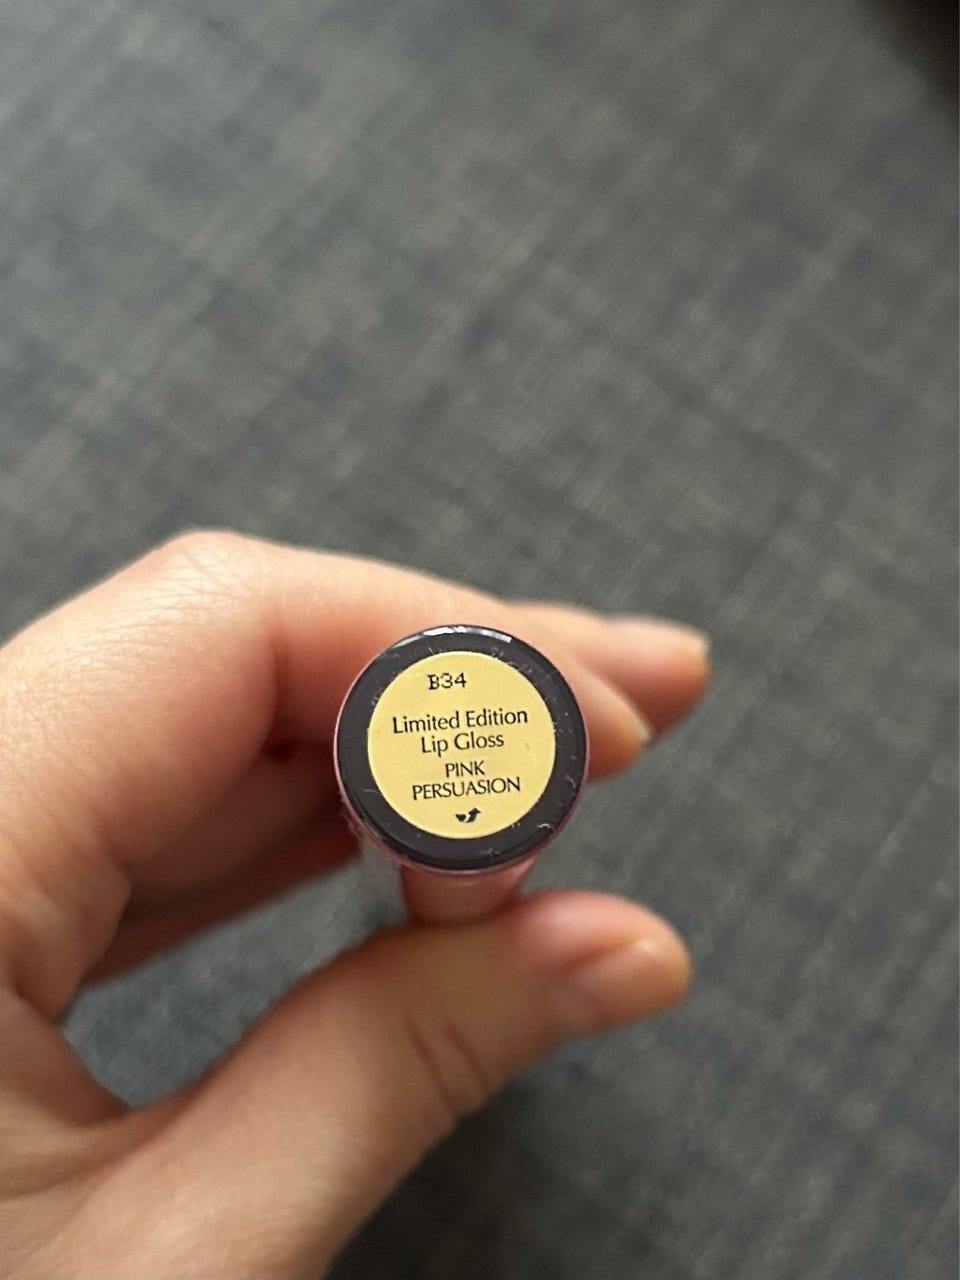 B34
Limited Edition
Lip Gloss
PINK
PERSUASION